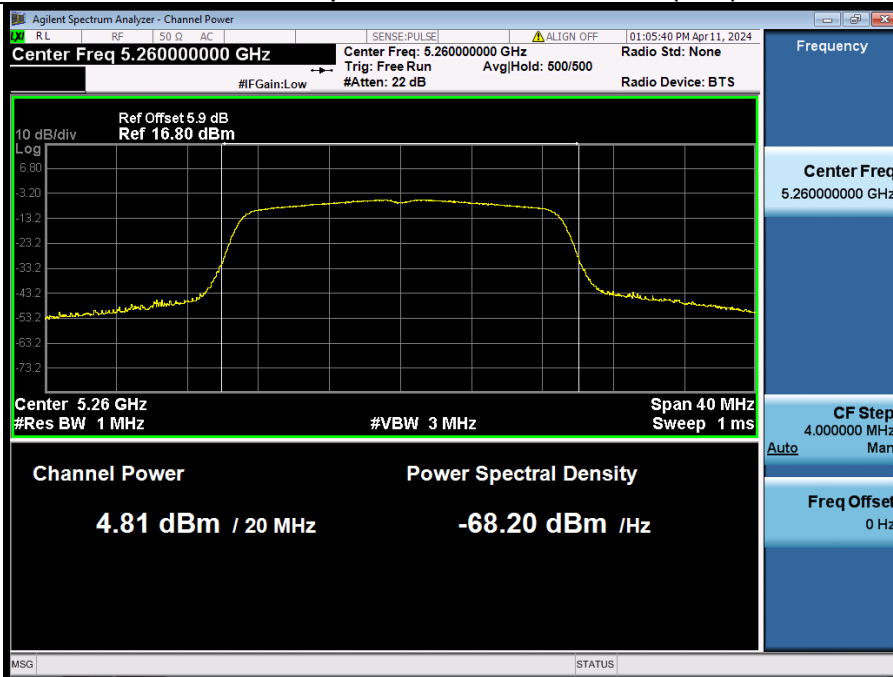 Agilent Spectrum Analyzer - Channel Power
RL RF 50 Ω AC SENSE:PULSE ALIGN OFF 01:05:40 PM Apr 11, 2024
Center Freq 5.260000000 GHz
Center Freq: 5.260000000 GHz
Radio Std: None
Trig: Free Run Avg|Hold: 500/500
#IFGain:Low
#Atten: 22 dB
Radio Device: BTS
Ref Offset 5.9 dB
10 dB/div Ref 16.80 dBm
Log
6.80
-3.20
-13.2
-23.2
-33.2
-43.2
-53.2
-63.2
-73.2
Center 5.26 GHz Span 40 MHz
#Res BW 1 MHz #VBW 3 MHz Sweep 1 ms
Channel Power Power Spectral Density
4.81 dBm / 20 MHz -68.20 dBm /Hz
MSG STATUS
Frequency
Center Freq
5.260000000 GHz
CF Step
4.000000 MHz
Auto Man
Freq Offset
0 Hz